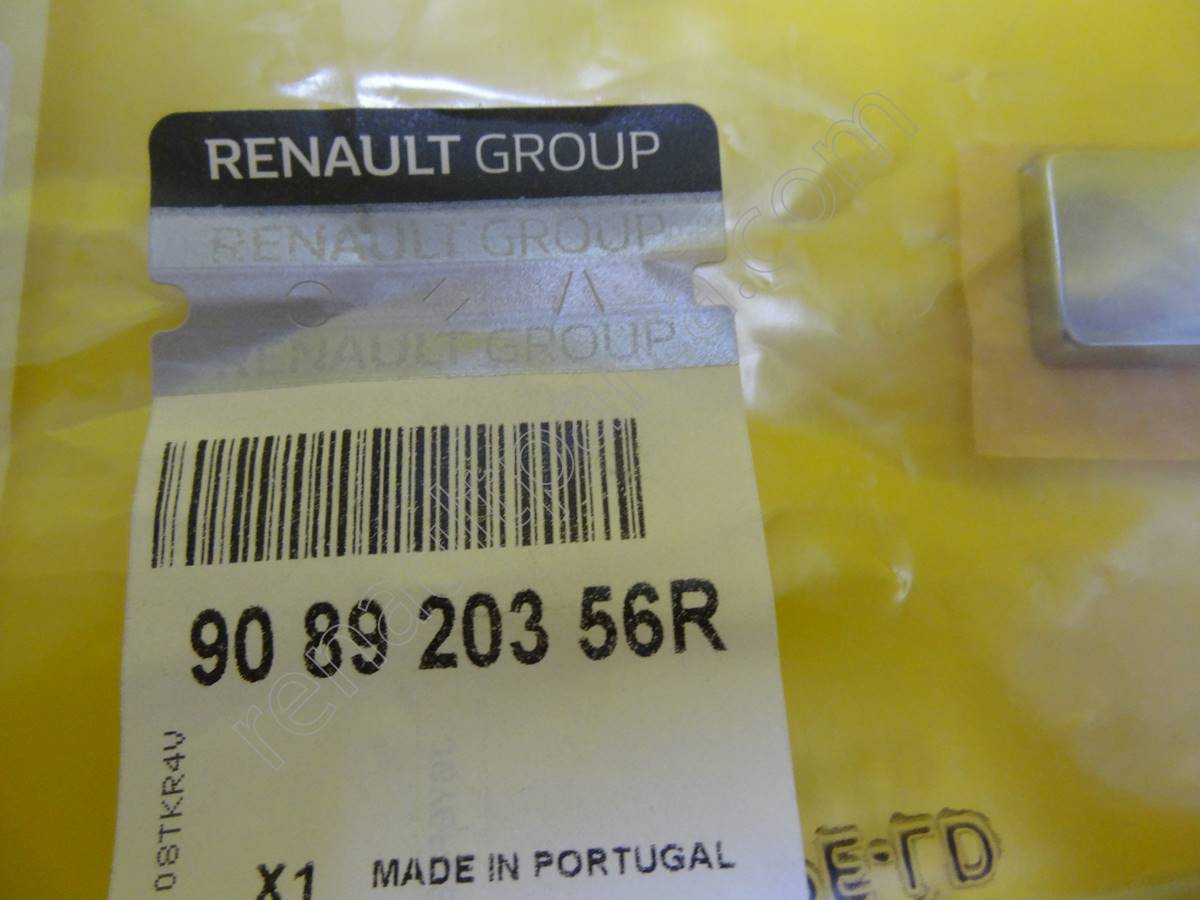 RENAULT GROUP
RENAULT GROUP
RENAULT GROUP
90 89 203 56R
08TKR4V
X1
MADE IN PORTUGAL